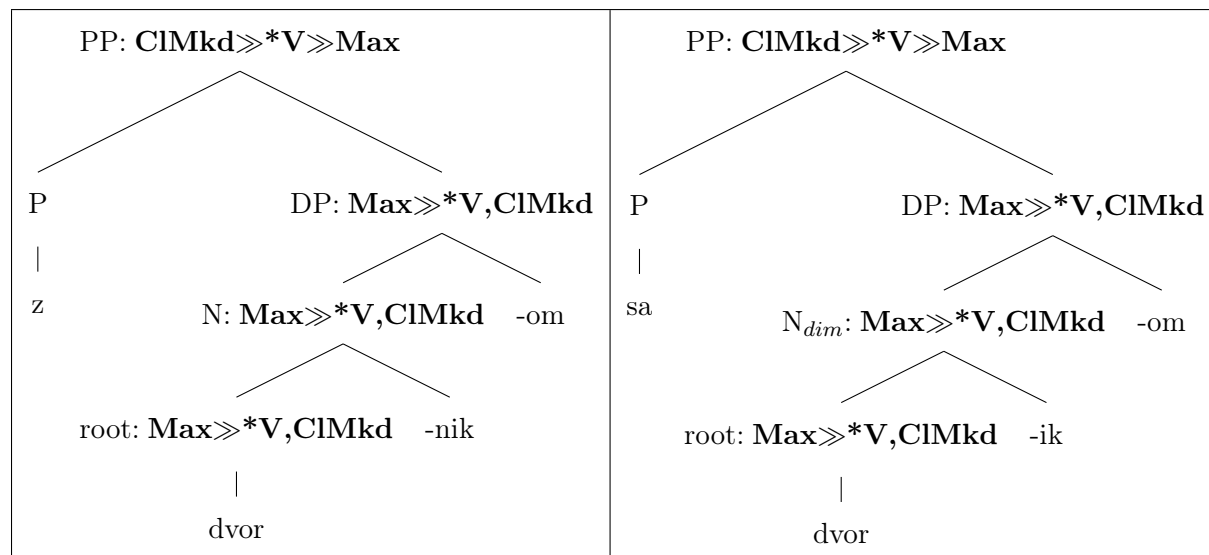 PP: ClMkd≫*V≫Max
P
DP: Max≫*V,ClMkd
z
N: Max≫*V,ClMkd -om
root: Max≫*V,ClMkd -nik
dvor
PP: ClMkd≫*V≫Max
P
DP: Max≫*V,ClMkd
sa
N_dim: Max≫*V,ClMkd -om
root: Max≫*V,ClMkd -ik
dvor